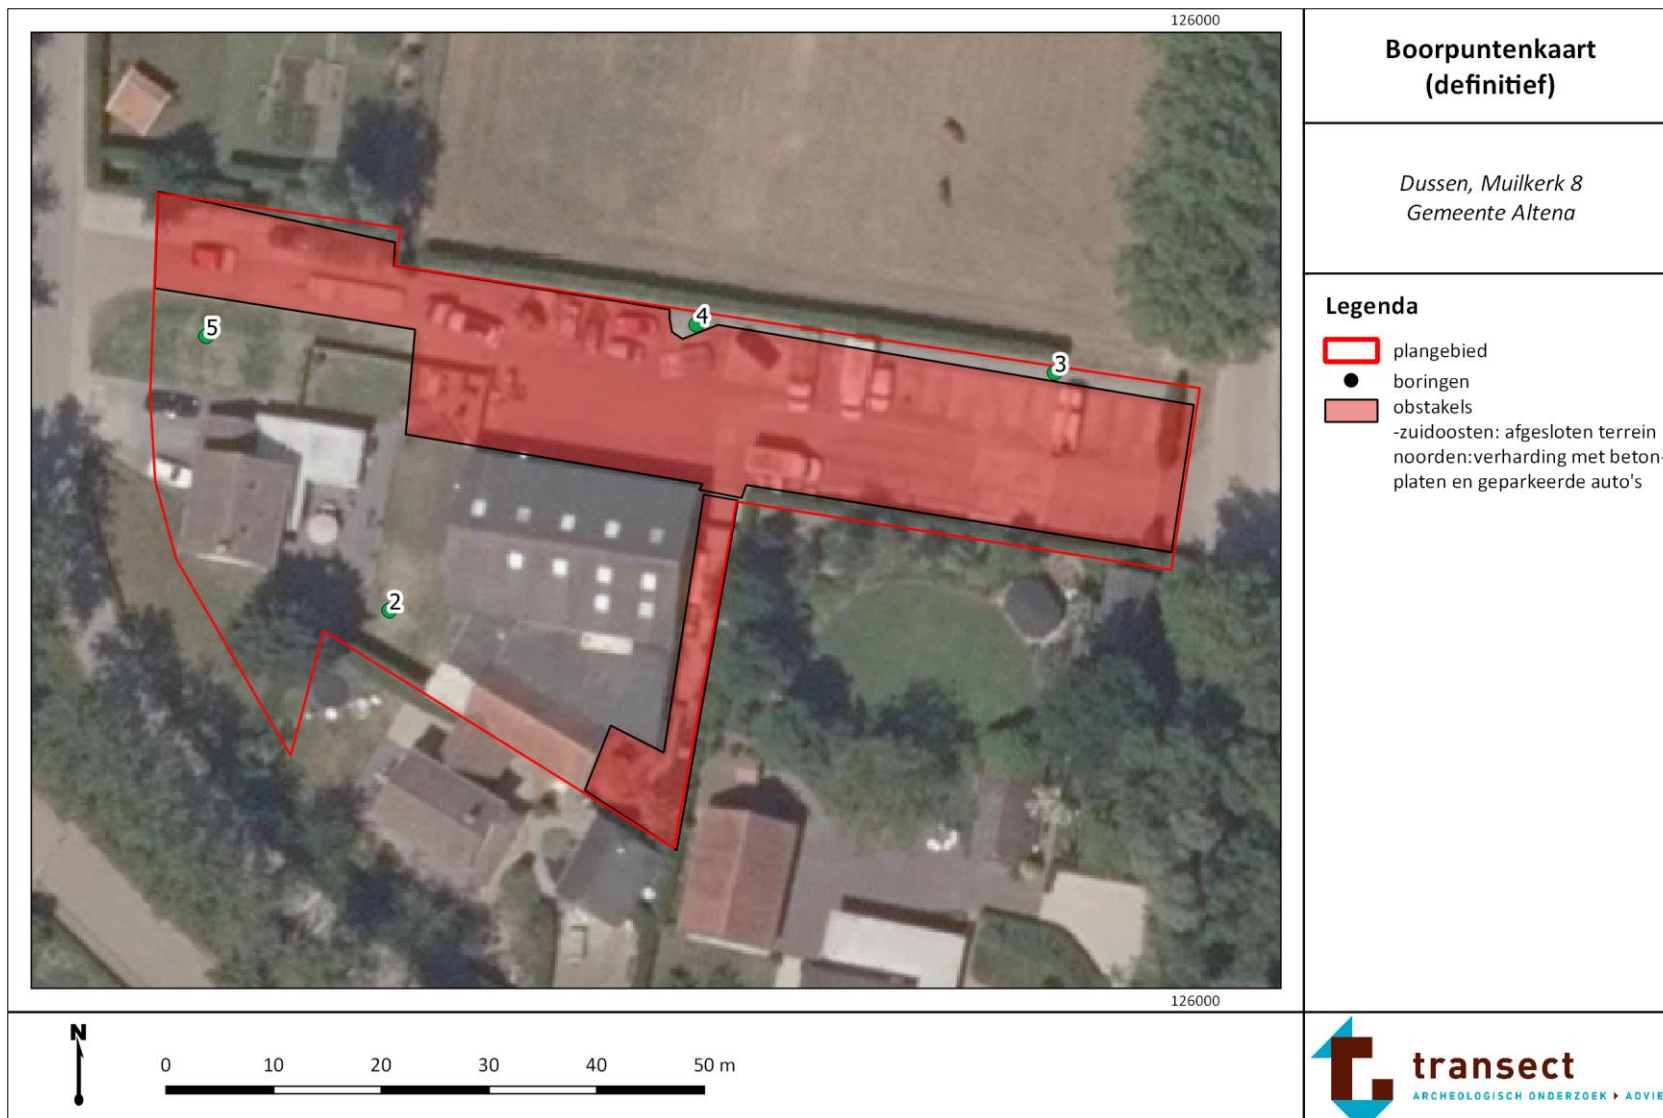 126000
Boorpuntenkaart
(definitief)
Dussen, Muilkerk 8
Gemeente Altena
Legenda
plangebied
boringen
obstakels
-zuidoosten: afgesloten terrein
noorden:verharding met beton-
platen en geparkeerde auto's
4
5
3
2
126000
N
0 10 20 30 40 50 m
transect
ARCHEOLOGISCH ONDERZOEK ▸ ADVIE